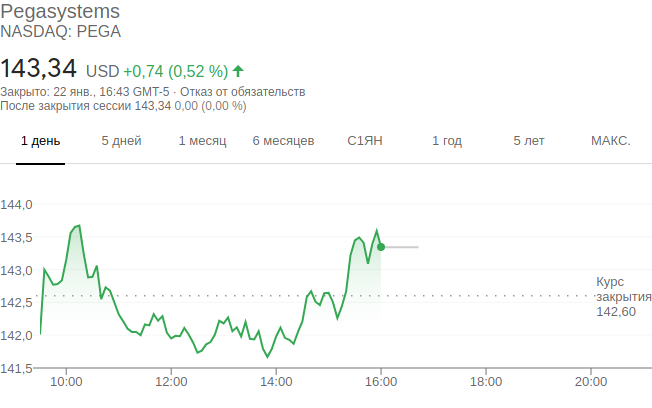 Pegasystems
NASDAQ: PEGA
143,34 USD +0,74 (0,52 %)
Закрыто: 22 янв., 16:43 GMT-5 · Отказ от обязательств
После закрытия сессии 143,34 0,00 (0,00 %)
1 день 5 дней 1 месяц 6 месяцев С1ЯН 1 год 5 лет МАКС.
144,0
143,5
143,0
142,5
142,0
141,5
Курс
закрытия
142,60
10:00 12:00 14:00 16:00 18:00 20:00